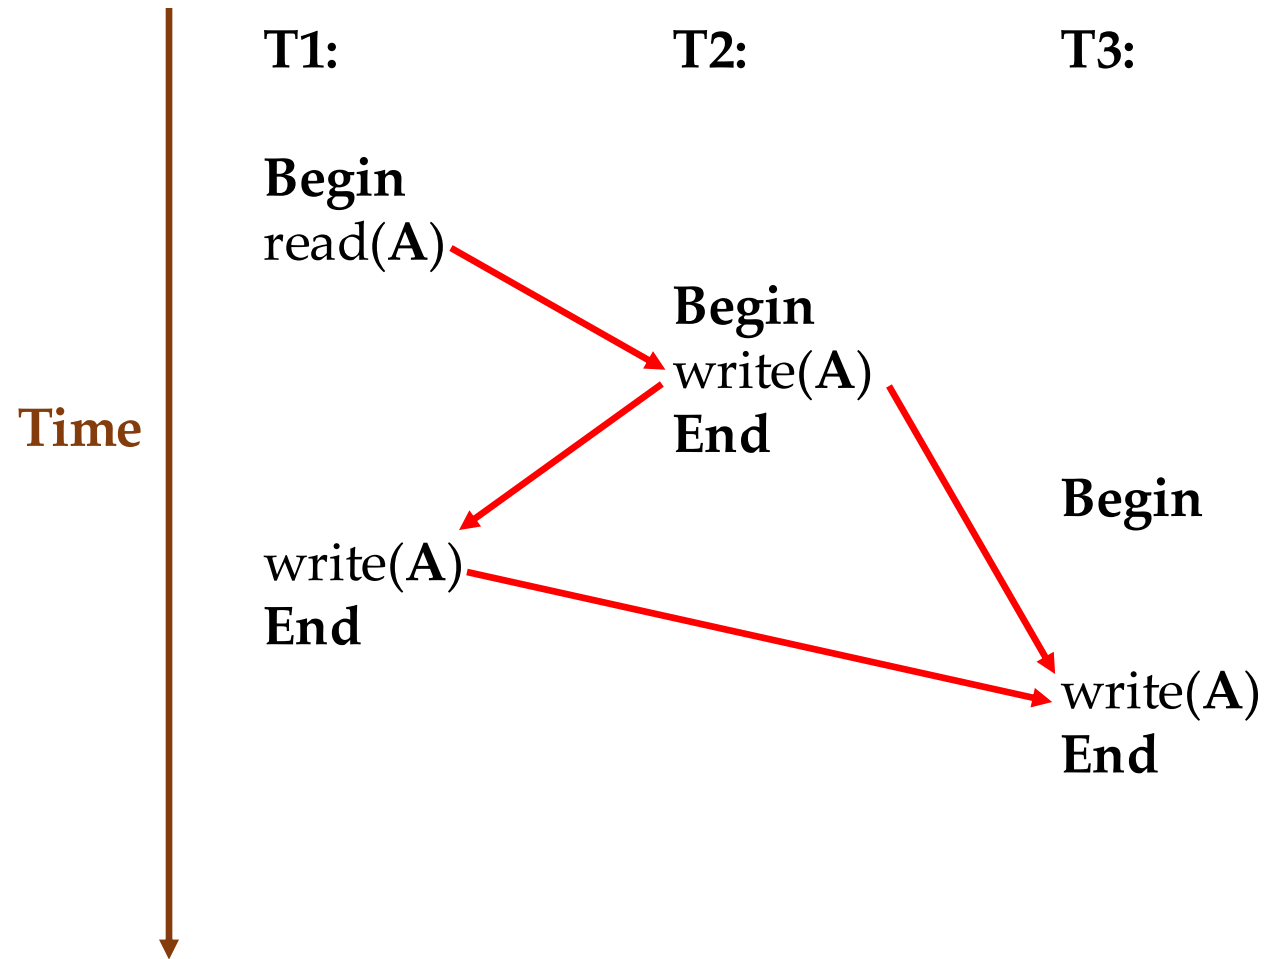 T1: T2: T3:
Begin
read(A)
Begin
write(A)
Time
End
Begin
write(A)
End
write(A)
End